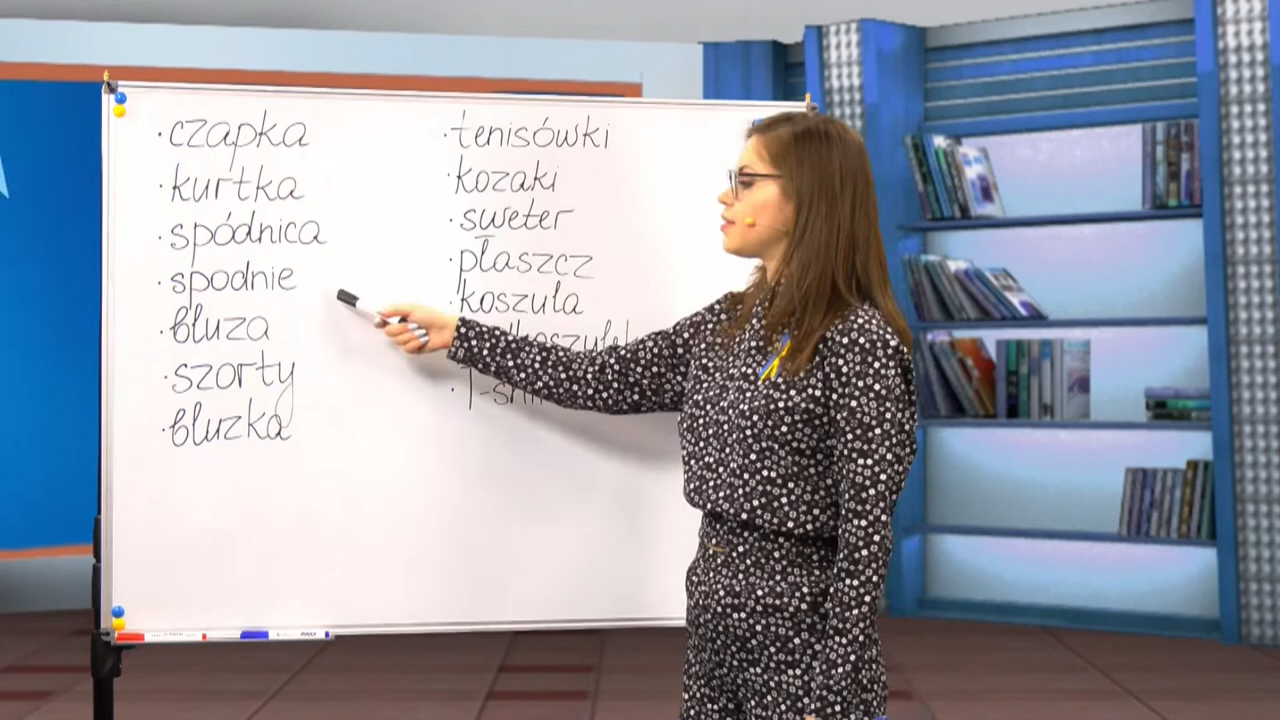 · czapka
· kurtka
· spódnica
· spodnie
· bluza
· szorty
· bluzka
· tenisówki
· kozaki
· sweter
· płaszcz
· koszula